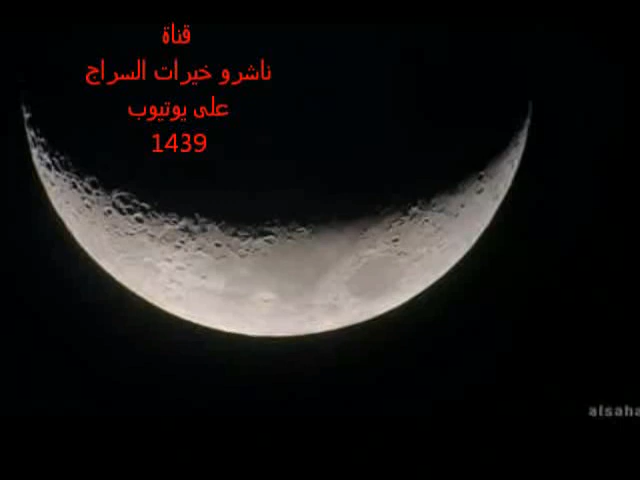 قناة
ناشرو خيرات السراج
على يوتيوب
1439
alsaha